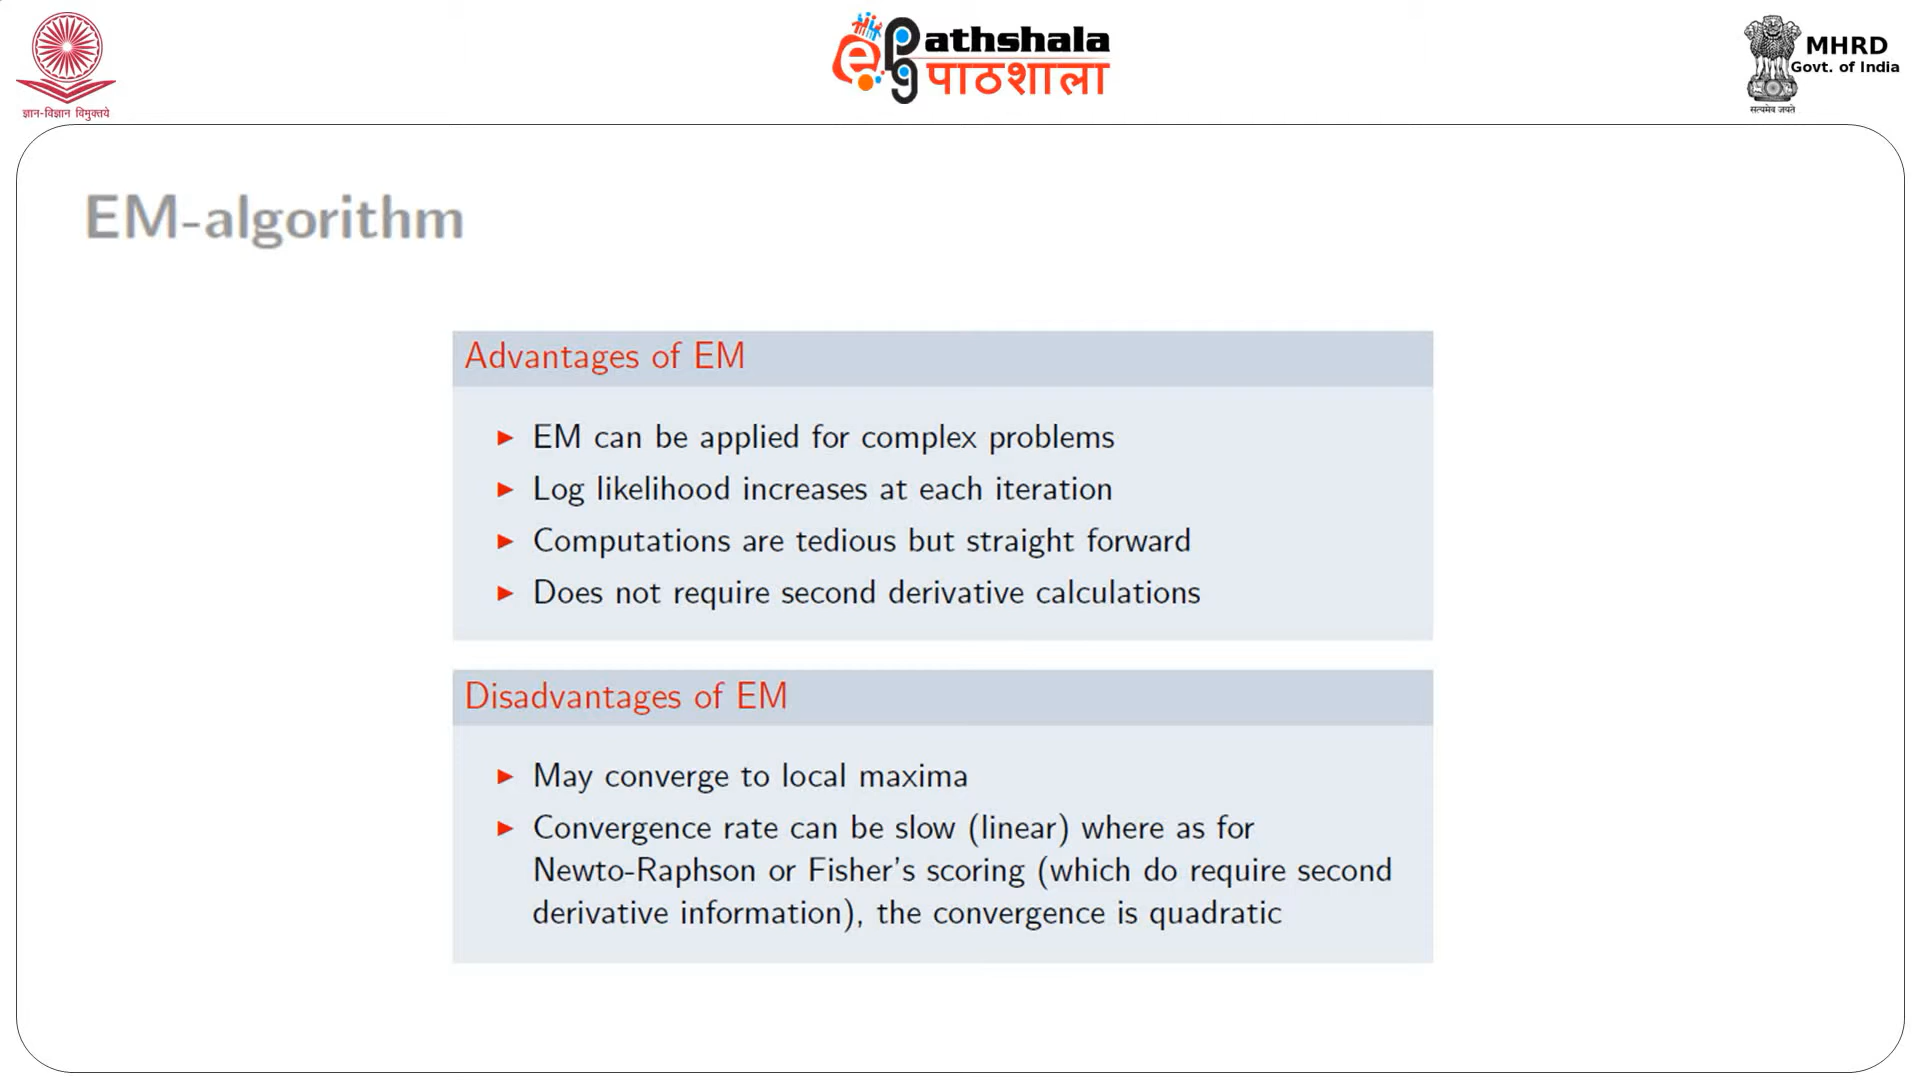 ज्ञान-विज्ञान विमुक्तये
e Pathshala
पाठशाला
MHRD
Govt. of India
सत्यमेव जयते
EM-algorithm
Advantages of EM
EM can be applied for complex problems
Log likelihood increases at each iteration
Computations are tedious but straight forward
Does not require second derivative calculations
Disadvantages of EM
May converge to local maxima
Convergence rate can be slow (linear) where as for
Newto-Raphson or Fisher's scoring (which do require second
derivative information), the convergence is quadratic